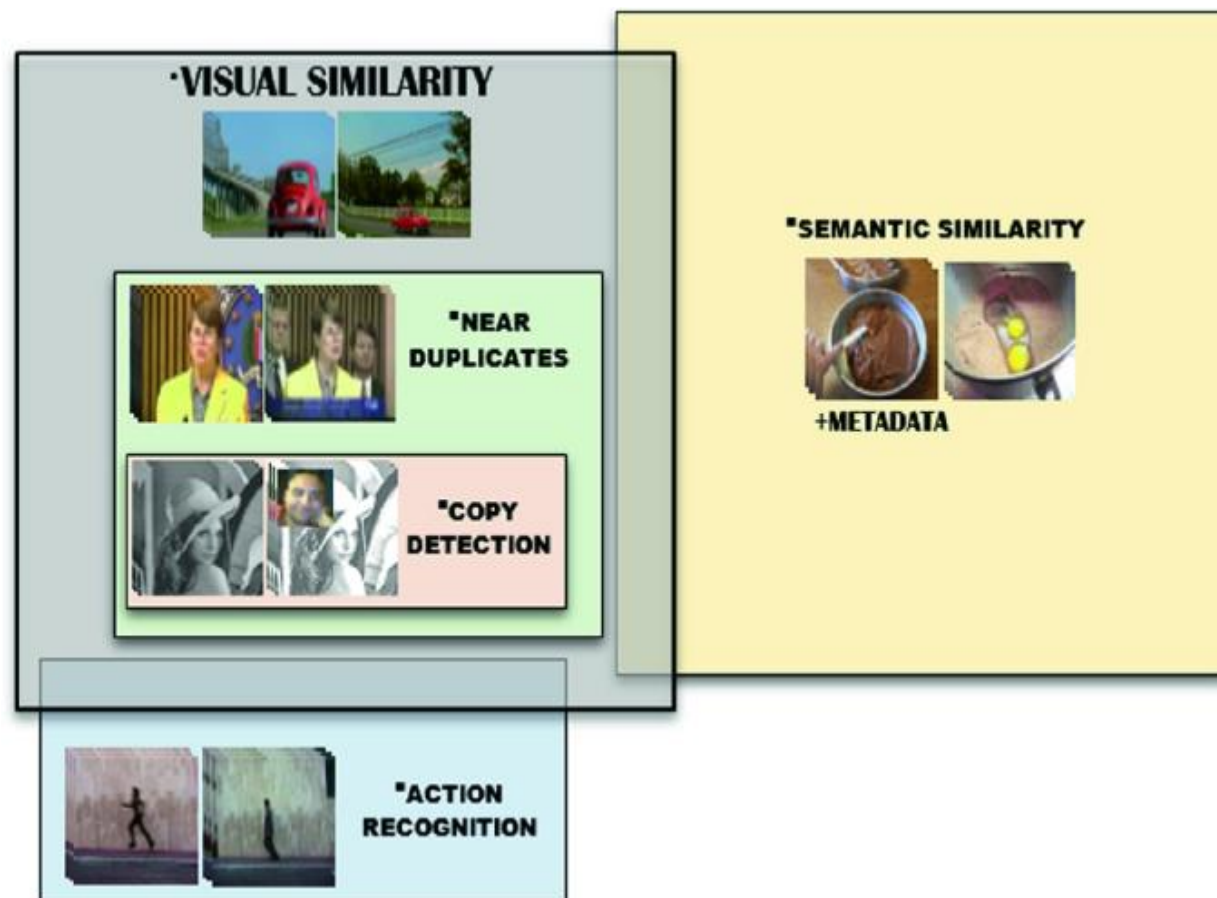 ·VISUAL SIMILARITY
▪NEAR
DUPLICATES
▪COPY
DETECTION
▪SEMANTIC SIMILARITY
+METADATA
▪ACTION
RECOGNITION